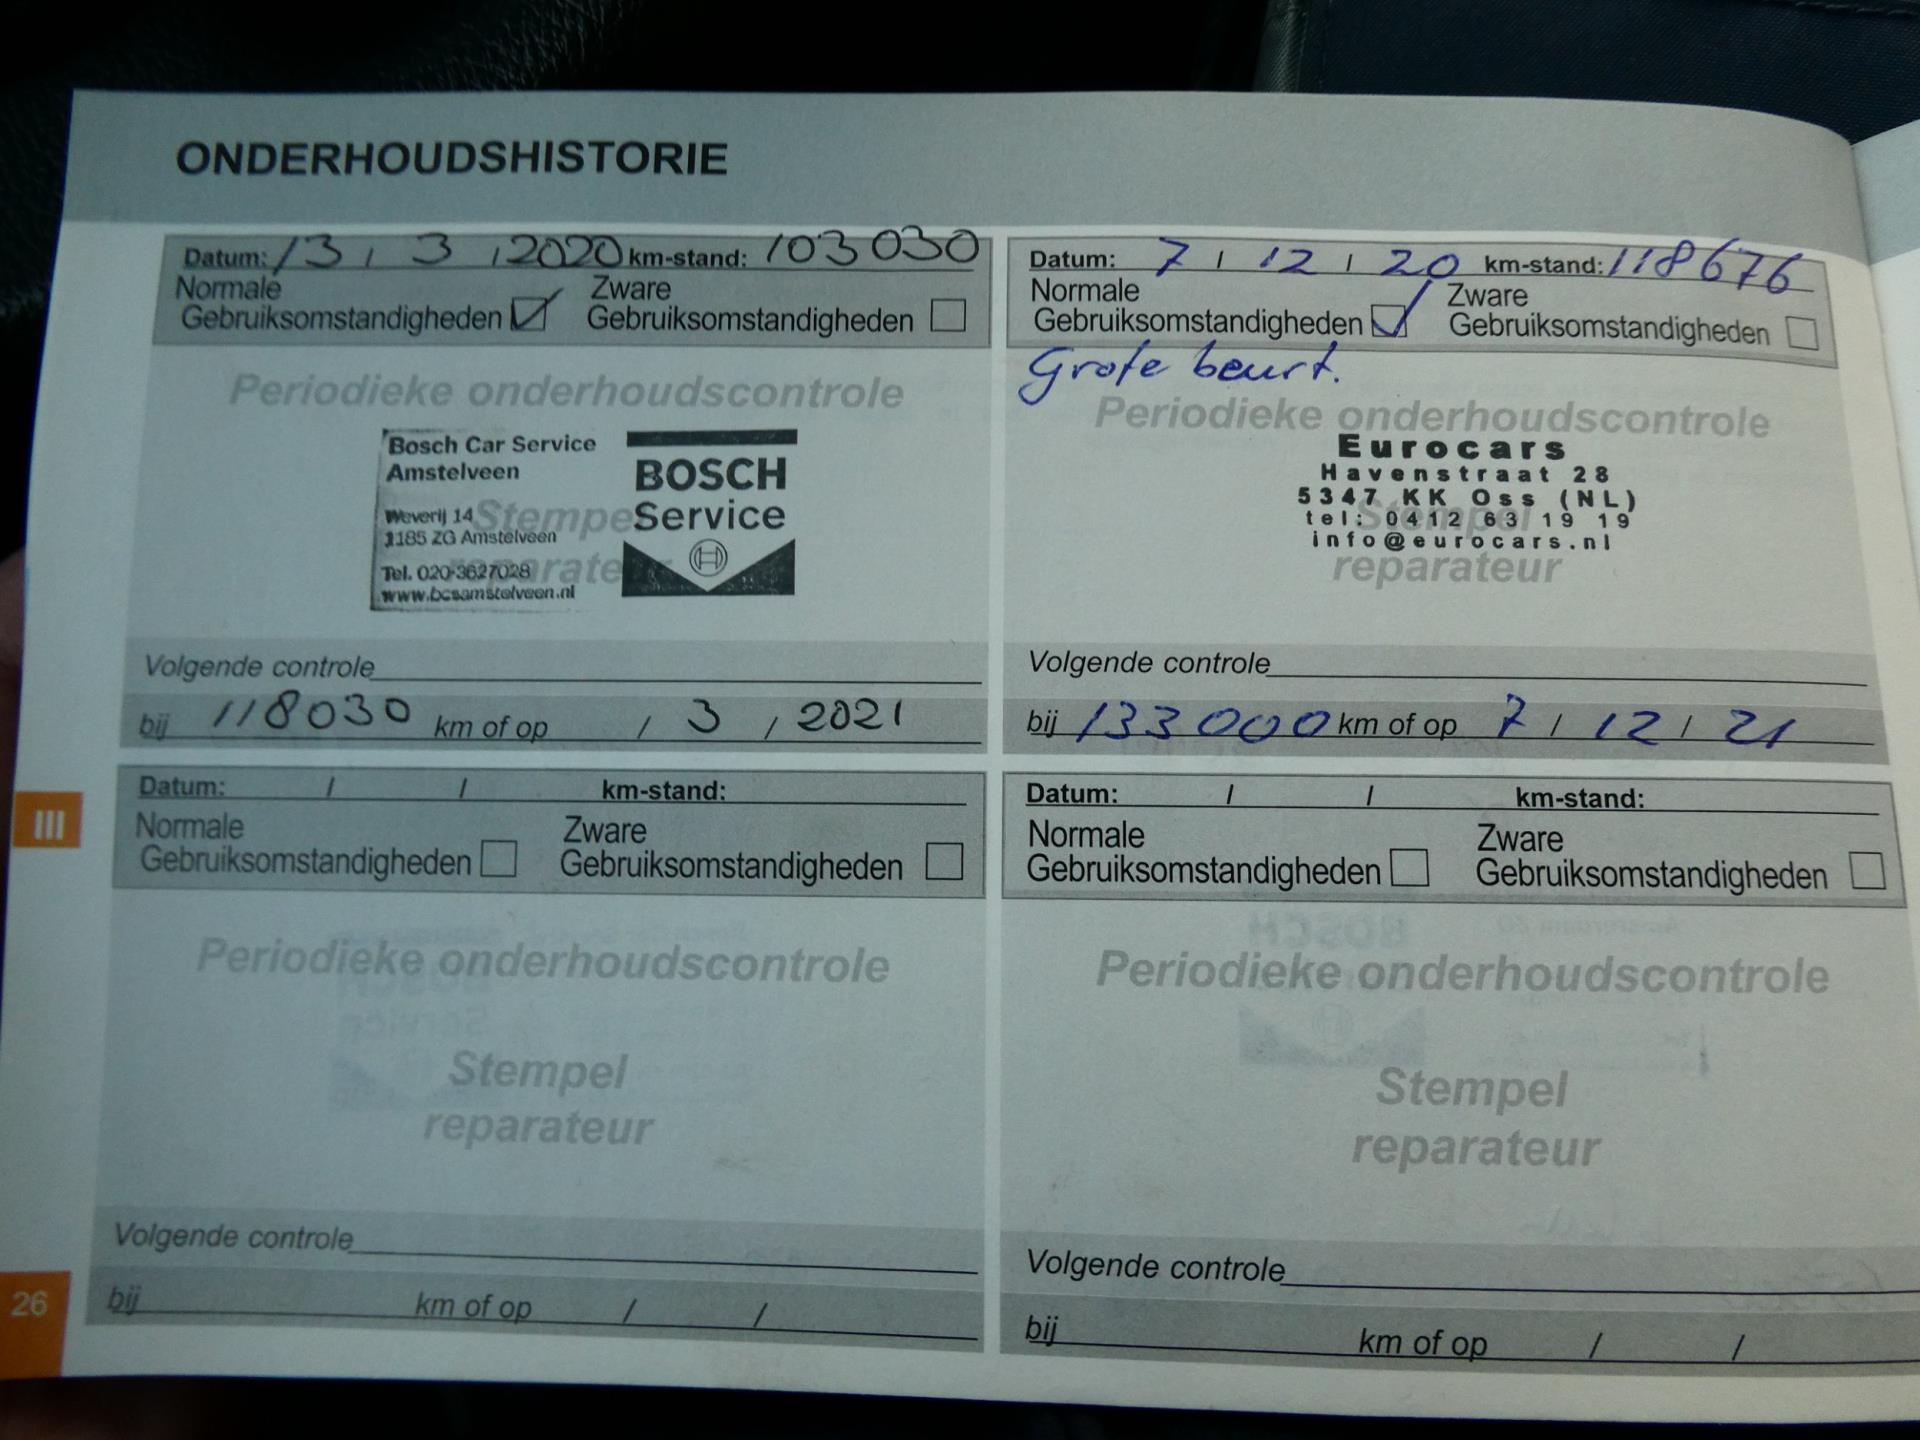 ONDERHOUDSHISTORIE
Datum: 13 / 3 / 2020 km-stand: 103030
Normale
Gebruiksomstandigheden
Zware
Gebruiksomstandigheden
Periodieke onderhoudscontrole
Bosch Car Service
Amstelveen
Weverij 14
1185 ZG Amstelveen
Tel. 020-3627028
www.bcsamstelveen.nl
BOSCH
Service
Stempel
reparateur
Volgende controle
bij 118030 km of op / 3 / 2021
Datum: 7 / 12 / 20 km-stand: 118676
Normale
Gebruiksomstandigheden
Zware
Gebruiksomstandigheden
Grote beurt.
Periodieke onderhoudscontrole
Eurocars
Havenstraat 28
5347 KK Oss (NL)
Stempel
tel: 0412 63 19 19
info@eurocars.nl
reparateur
Volgende controle
bij 133000 km of op 7 / 12 / 21
III
Datum: / / km-stand:
Normale
Gebruiksomstandigheden
Zware
Gebruiksomstandigheden
Periodieke onderhoudscontrole
Stempel
reparateur
Volgende controle
bij km of op / /
Datum: / / km-stand:
Normale
Gebruiksomstandigheden
Zware
Gebruiksomstandigheden
Periodieke onderhoudscontrole
Stempel
reparateur
Volgende controle
bij km of op / /
26